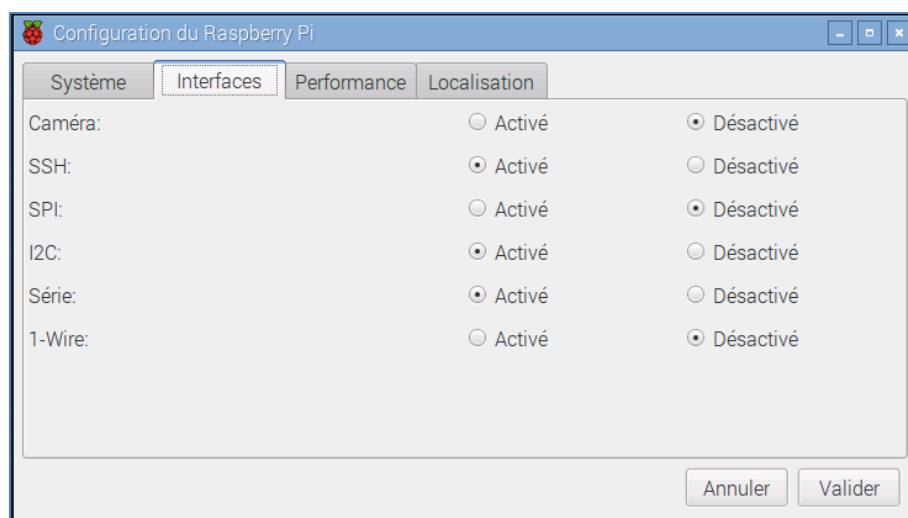 Configuration du Raspberry Pi
Système Interfaces Performance Localisation
Caméra: Activé Désactivé
SSH: Activé Désactivé
SPI: Activé Désactivé
I2C: Activé Désactivé
Série: Activé Désactivé
1-Wire: Activé Désactivé
Annuler Valider